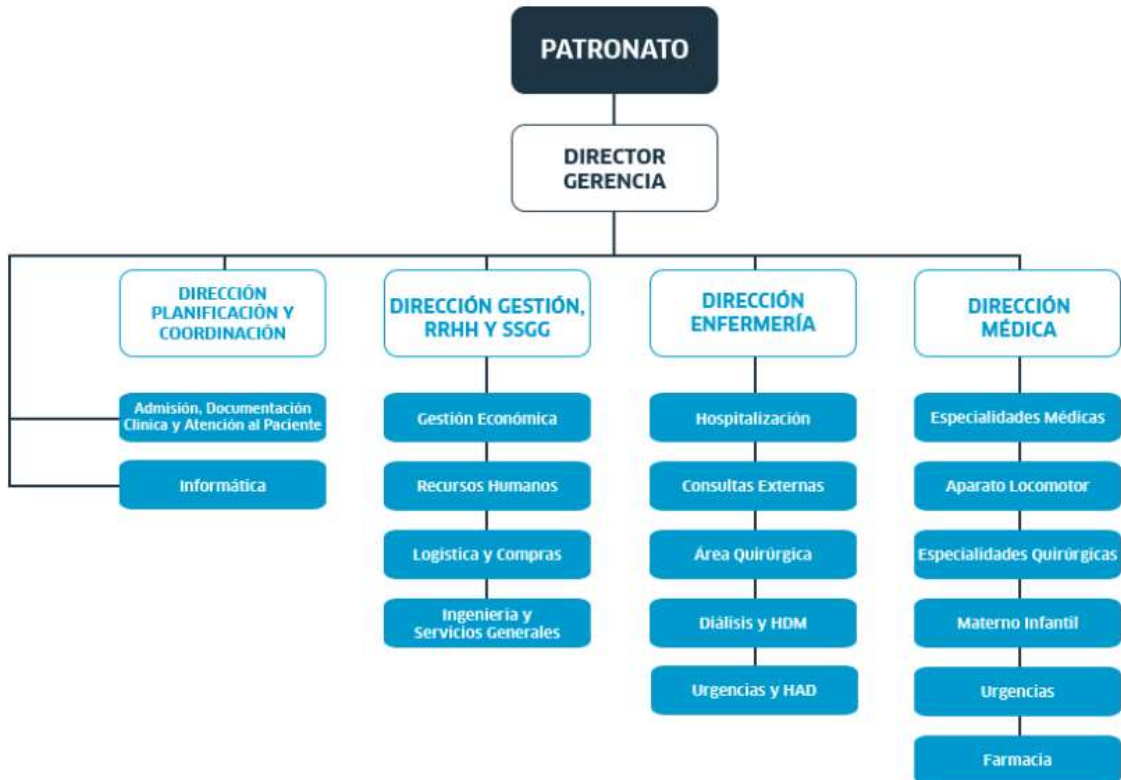 PATRONATO
DIRECTOR
GERENCIA
DIRECCIÓN
PLANIFICACIÓN Y
COORDINACIÓN
Admisión, Documentación
Clínica y Atención al Paciente
Informática
DIRECCIÓN GESTIÓN,
RRHH Y SSGG
Gestión Económica
Recursos Humanos
Logística y Compras
Ingeniería y
Servicios Generales
DIRECCIÓN
ENFERMERÍA
Hospitalización
Consultas Externas
Área Quirúrgica
Diálisis y HDM
Urgencias y HAD
DIRECCIÓN
MÉDICA
Especialidades Médicas
Aparato Locomotor
Especialidades Quirúrgicas
Materno Infantil
Urgencias
Farmacia